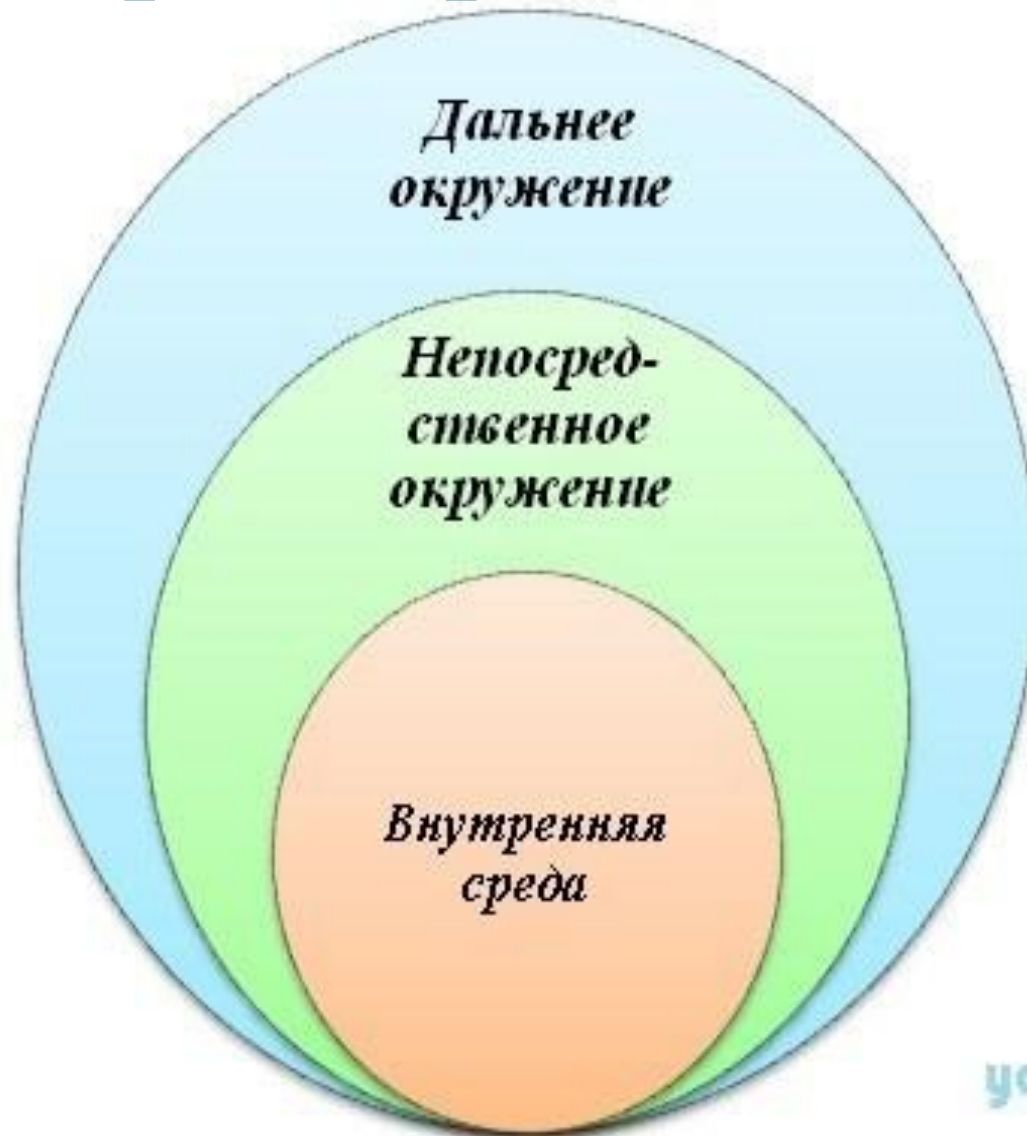 Дальнее
окружение
Непосред-
ственное
окружение
Внутренняя
среда